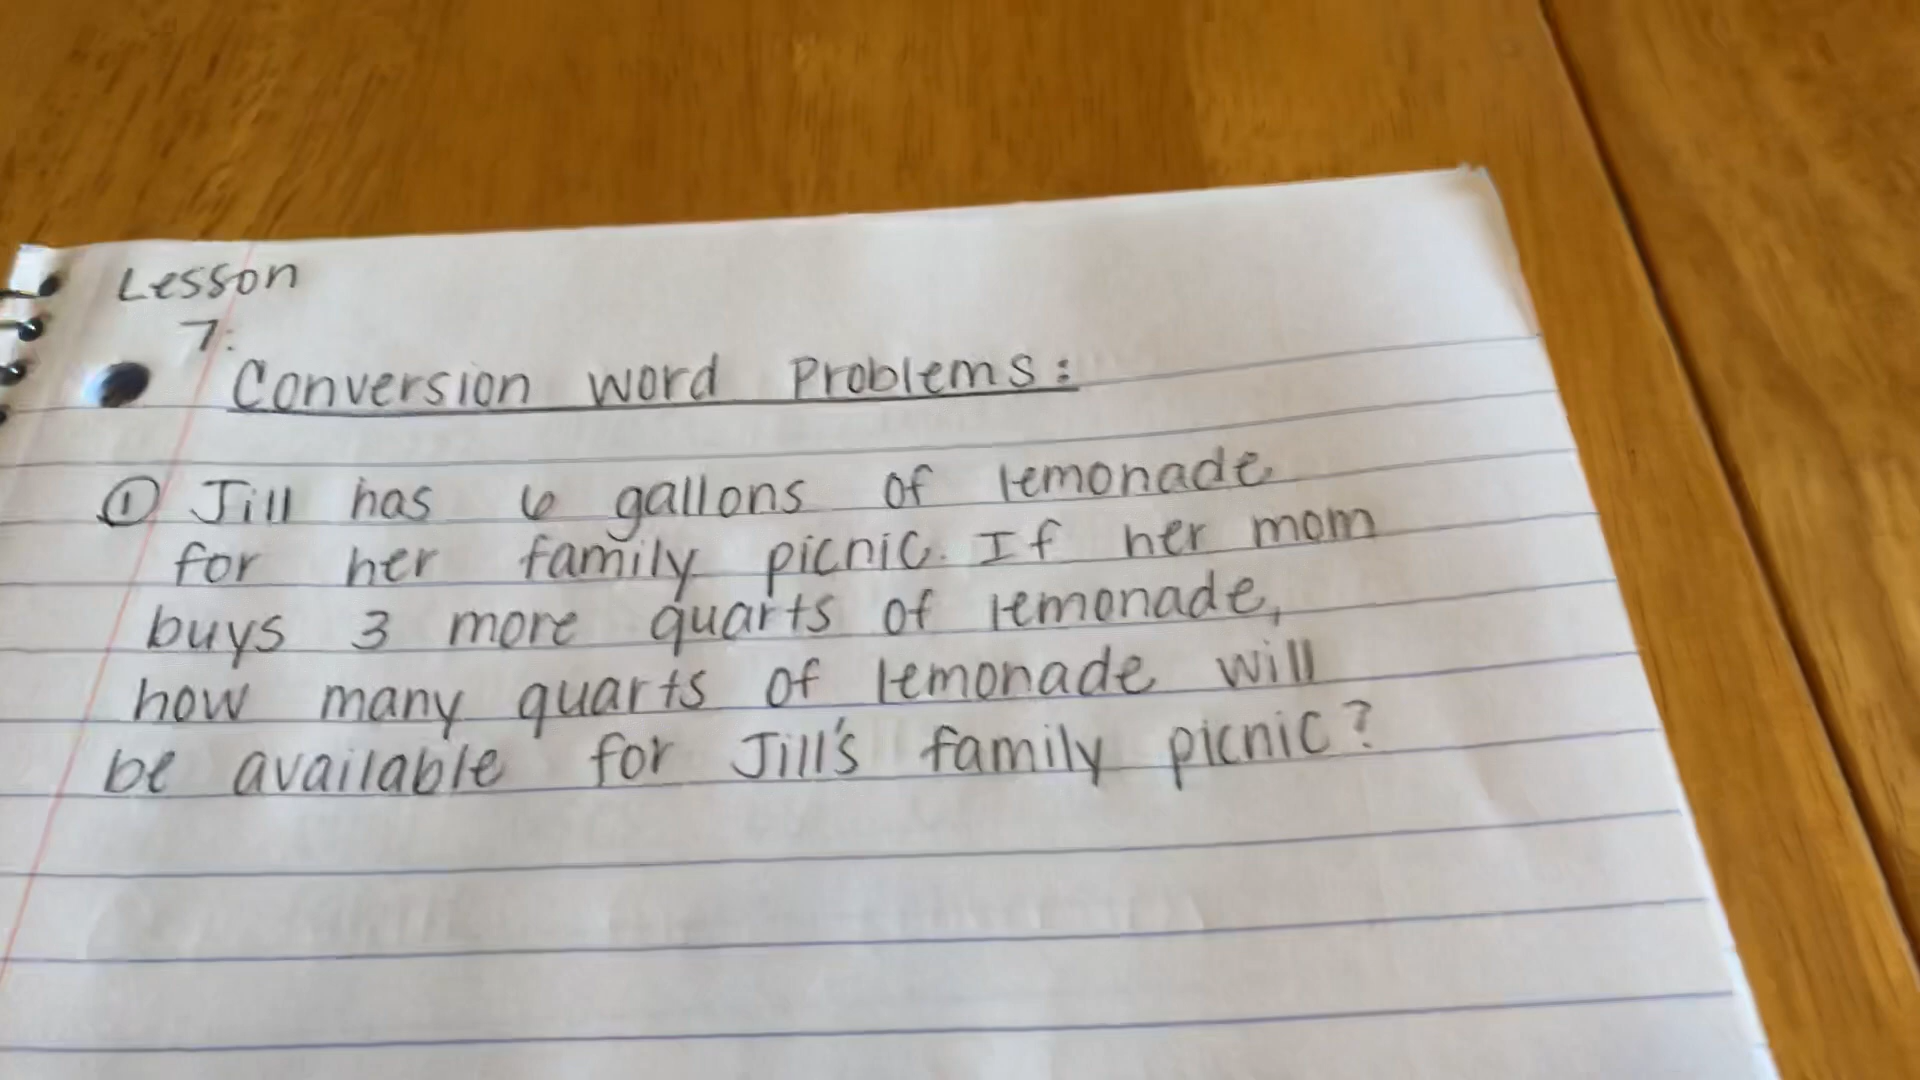 Lesson
7:
Conversion word Problems:
① Jill has 6 gallons of lemonade
for her family picnic. If her mom
buys 3 more quarts of lemonade,
how many quarts of lemonade will
be available for Jill's family picnic?